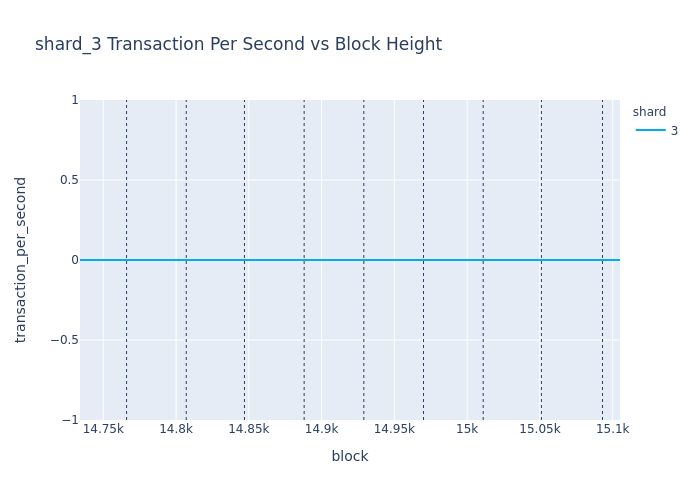 shard_3 Transaction Per Second vs Block Height
shard
3
1
0.5
0
−0.5
−1
transaction_per_second
14.75k 14.8k 14.85k 14.9k 14.95k 15k 15.05k 15.1k
block